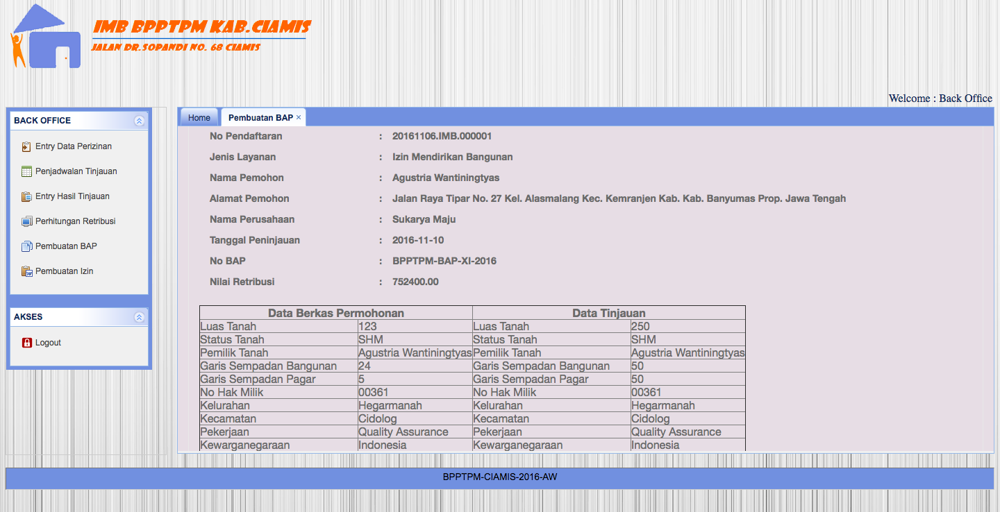 IMB BPPTPM KAB.CIAMIS
JALAN DR.SOPANDI NO. 68 CIAMIS
Welcome : Back Office
BACK OFFICE
Entry Data Perizinan
Penjadwalan Tinjauan
Entry Hasil Tinjauan
Perhitungan Retribusi
Pembuatan BAP
Pembuatan Izin
AKSES
Logout
Home Pembuatan BAP ×
No Pendaftaran : 20161106.IMB.000001
Jenis Layanan : Izin Mendirikan Bangunan
Nama Pemohon : Agustria Wantiningtyas
Alamat Pemohon : Jalan Raya Tipar No. 27 Kel. Alasmalang Kec. Kemranjen Kab. Kab. Banyumas Prop. Jawa Tengah
Nama Perusahaan : Sukarya Maju
Tanggal Peninjauan : 2016-11-10
No BAP : BPPTPM-BAP-XI-2016
Nilai Retribusi : 752400.00
Data Berkas Permohonan Data Tinjauan
Luas Tanah 123 Luas Tanah 250
Status Tanah SHM Status Tanah SHM
Pemilik Tanah Agustria Wantiningtyas Pemilik Tanah Agustria Wantiningtyas
Garis Sempadan Bangunan 24 Garis Sempadan Bangunan 50
Garis Sempadan Pagar 5 Garis Sempadan Pagar 50
No Hak Milik 00361 No Hak Milik 00361
Kelurahan Hegarmanah Kelurahan Hegarmanah
Kecamatan Cidolog Kecamatan Cidolog
Pekerjaan Quality Assurance Pekerjaan Quality Assurance
Kewarganegaraan Indonesia Kewarganegaraan Indonesia
BPPTPM-CIAMIS-2016-AW